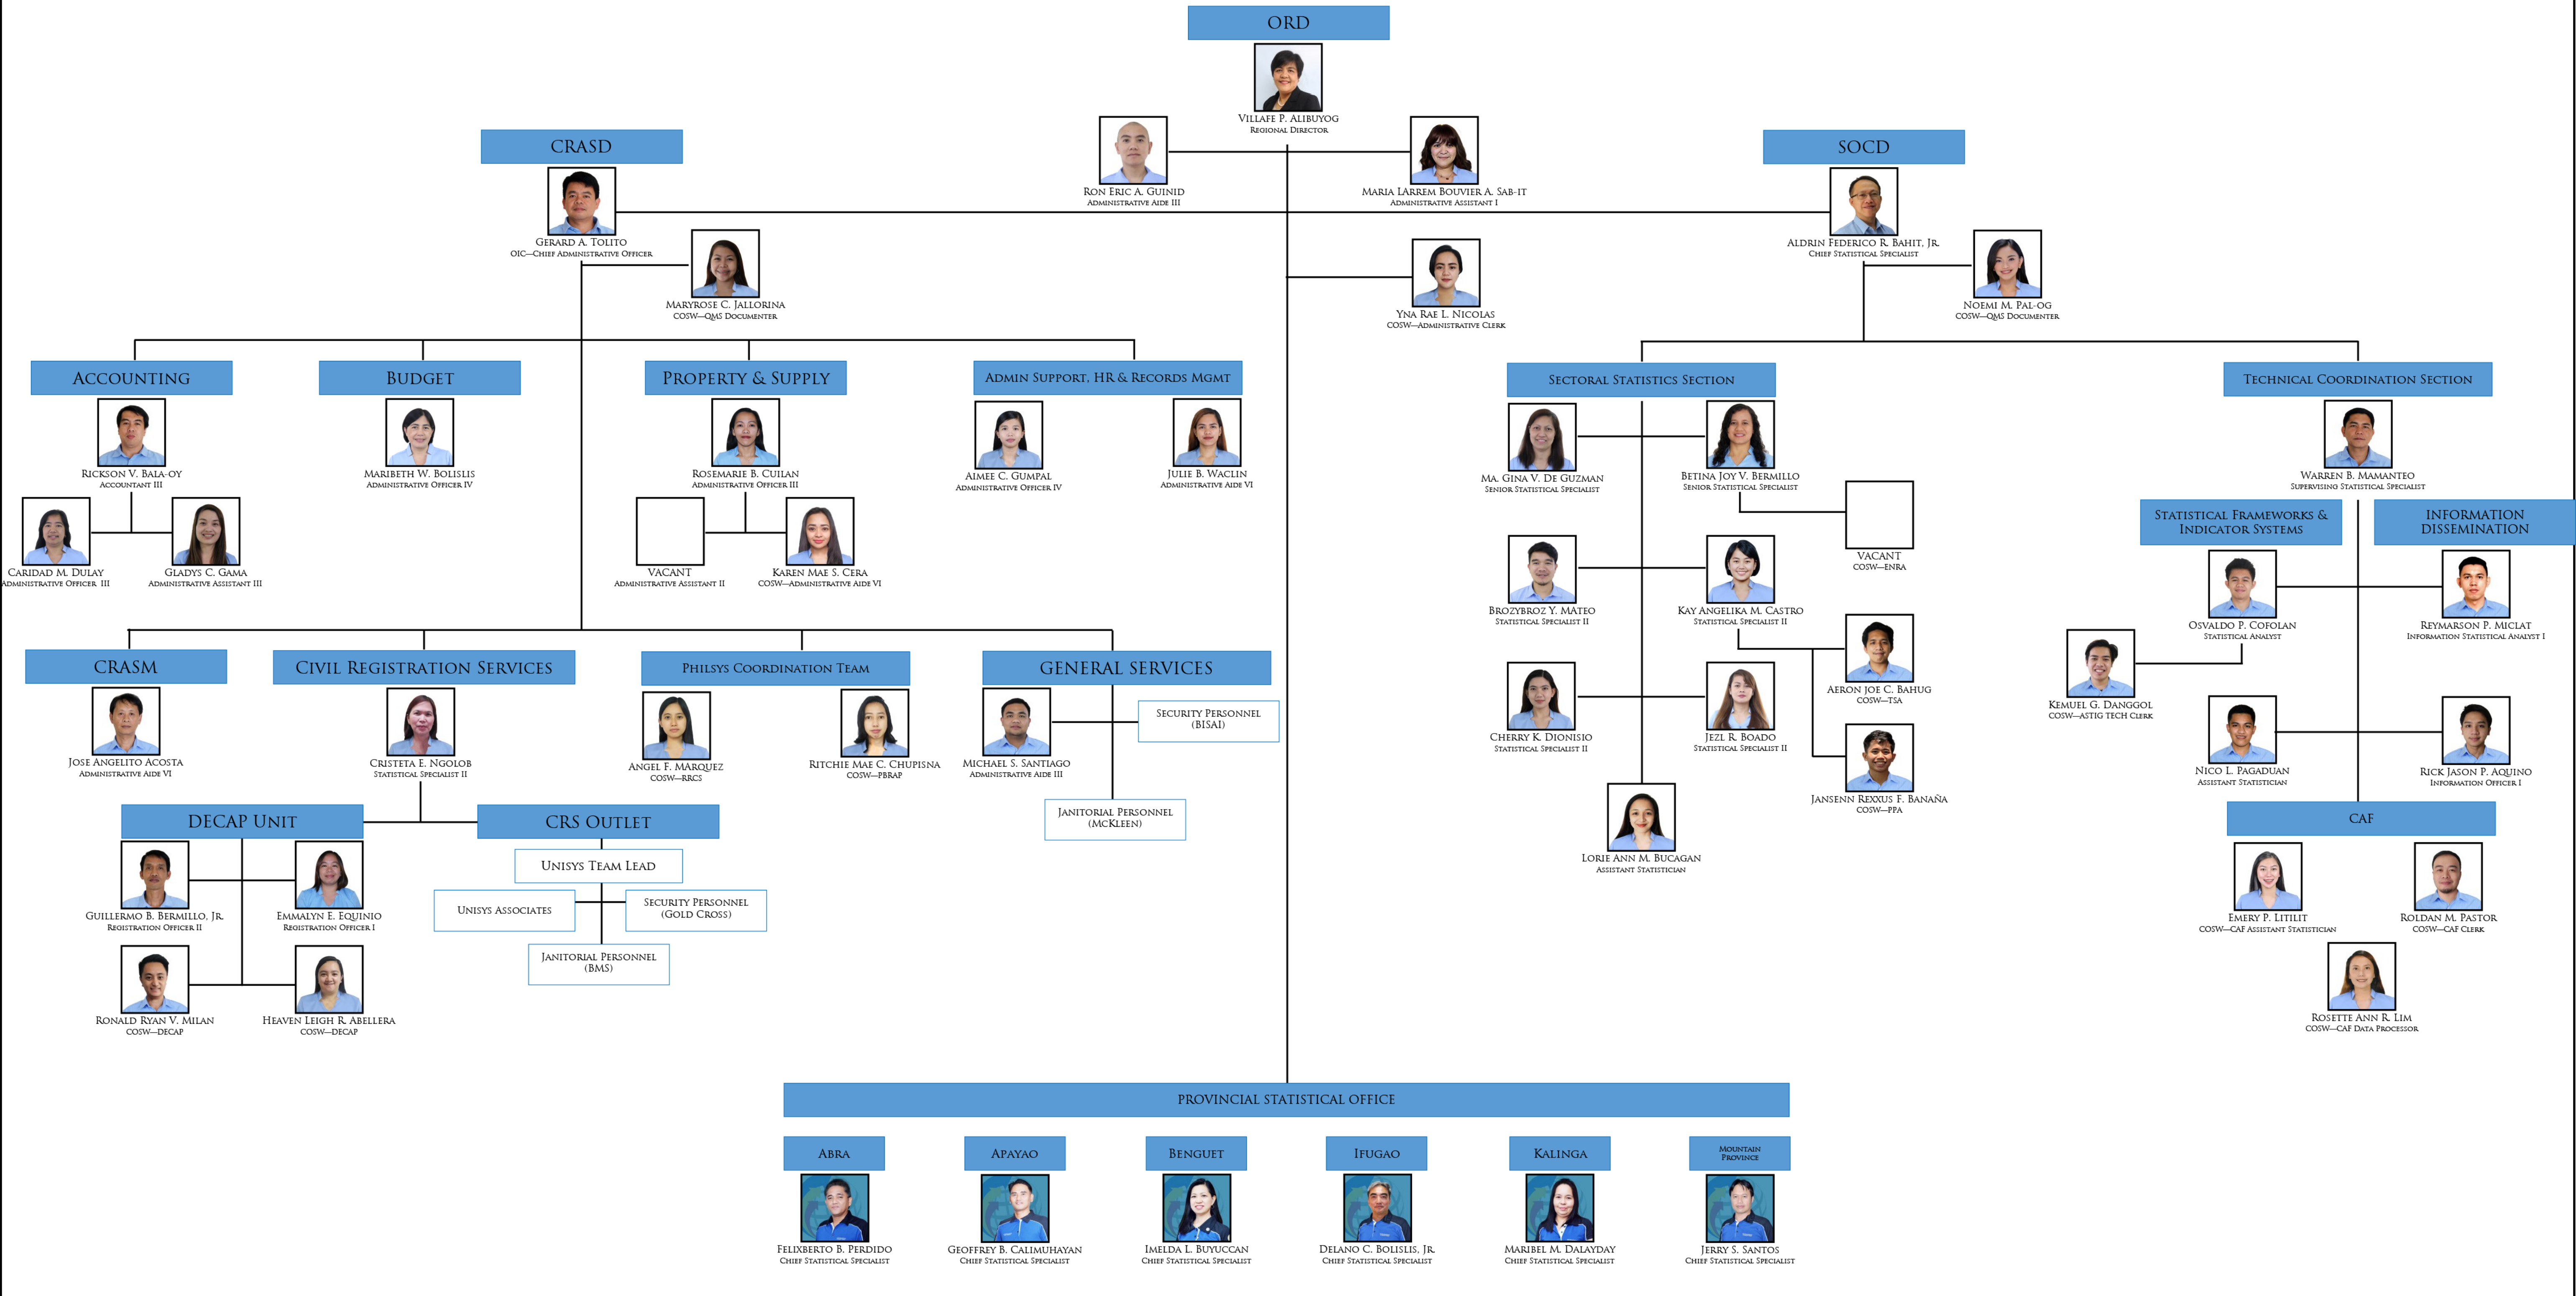 ORD
Villafe P. Alibuyog
Regional Director
Ron Eric A. Guinid
Administrative Aide III
Maria LArrem Bouvier A. Sab-it
Administrative Assistant I
CRASD
Gerard A. Tolito
OIC—Chief Administrative Officer
Maryrose C. Jallorina
COSW—QMS Documenter
SOCD
Aldrin Federico R. Bahit, Jr.
Chief Statistical Specialist
Noemi M. Pal-og
COSW—QMS Documenter
Yna Rae L. Nicolas
COSW—Administrative Clerk
Accounting
Rickson V. Bala-oy
Accountant III
Caridad M. Dulay
Administrative Officer III
Gladys C. Gama
Administrative Assistant III
Budget
Maribeth W. Bolislis
Administrative Officer IV
Property & Supply
Rosemarie B. Cuilan
Administrative Officer III
VACANT
Administrative Assistant II
Karen Mae S. Cera
COSW—Administrative Aide VI
Admin Support, HR & Records Mgmt
Aimee C. Gumpal
Administrative Officer IV
Julie B. Waclin
Administrative Aide VI
CRASM
Jose Angelito Acosta
Administrative Aide VI
CIVIL REGISTRATION SERVICES
Cristeta E. Ngolob
Statistical Specialist II
DECAP Unit
Guillermo B. Bermillo, Jr.
Registration Officer II
Emmalyn E. Equinio
Registration Officer I
Ronald Ryan V. Milan
COSW—DECAP
Heaven Leigh R. Abellera
COSW—DECAP
CRS Outlet
Unisys Team Lead
Unisys Associates
Security Personnel
(Gold Cross)
Janitorial Personnel
(BMS)
Philsys Coordination Team
Angel F. Marquez
COSW—RRCS
Ritchie Mae C. Chupisna
COSW—PBRAP
GENERAL SERVICES
Michael S. Santiago
Administrative Aide III
Security Personnel
(BISAI)
Janitorial Personnel
(McKleen)
Sectoral Statistics Section
Ma. Gina V. De Guzman
Senior Statistical Specialist
Betina Joy V. Bermillo
Senior Statistical Specialist
VACANT
COSW—ENRA
Brozybroz Y. MAteo
Statistical Specialist II
Kay Angelika M. Castro
Statistical Specialist II
Aeron Joe C. Bahug
COSW—TSA
Cherry K. Dionisio
Statistical Specialist II
Jezl R. Boado
Statistical Specialist II
Jansenn Rexxus F. Banaña
COSW—PPA
Lorie Ann M. Bucagan
Assistant Statistician
Technical Coordination Section
Warren B. Mamanteo
Supervising Statistical Specialist
Statistical Frameworks &
Indicator Systems
Osvaldo P. Cofolan
Statistical Analyst
Kemuel G. Danggol
COSW—ASTIG TECH Clerk
Nico L. Pagaduan
Assistant Statistician
INFORMATION
DISSEMINATION
Reymarson P. Miclat
Information Statistical Analyst I
Rick Jason P. Aquino
Information Officer I
CAF
Emery P. Litilit
COSW—CAF Assistant Statistician
Roldan M. Pastor
COSW—CAF Clerk
Rosette Ann R. Lim
COSW—CAF Data Processor
PROVINCIAL STATISTICAL OFFICE
Abra
Felixberto B. Perdido
Chief Statistical Specialist
Apayao
Geoffrey B. Calimuhayan
Chief Statistical Specialist
Benguet
Imelda L. Buyuccan
Chief Statistical Specialist
Ifugao
Delano C. Bolislis, Jr.
Chief Statistical Specialist
Kalinga
Maribel M. Dalayday
Chief Statistical Specialist
Mountain
Province
Jerry S. Santos
Chief Statistical Specialist